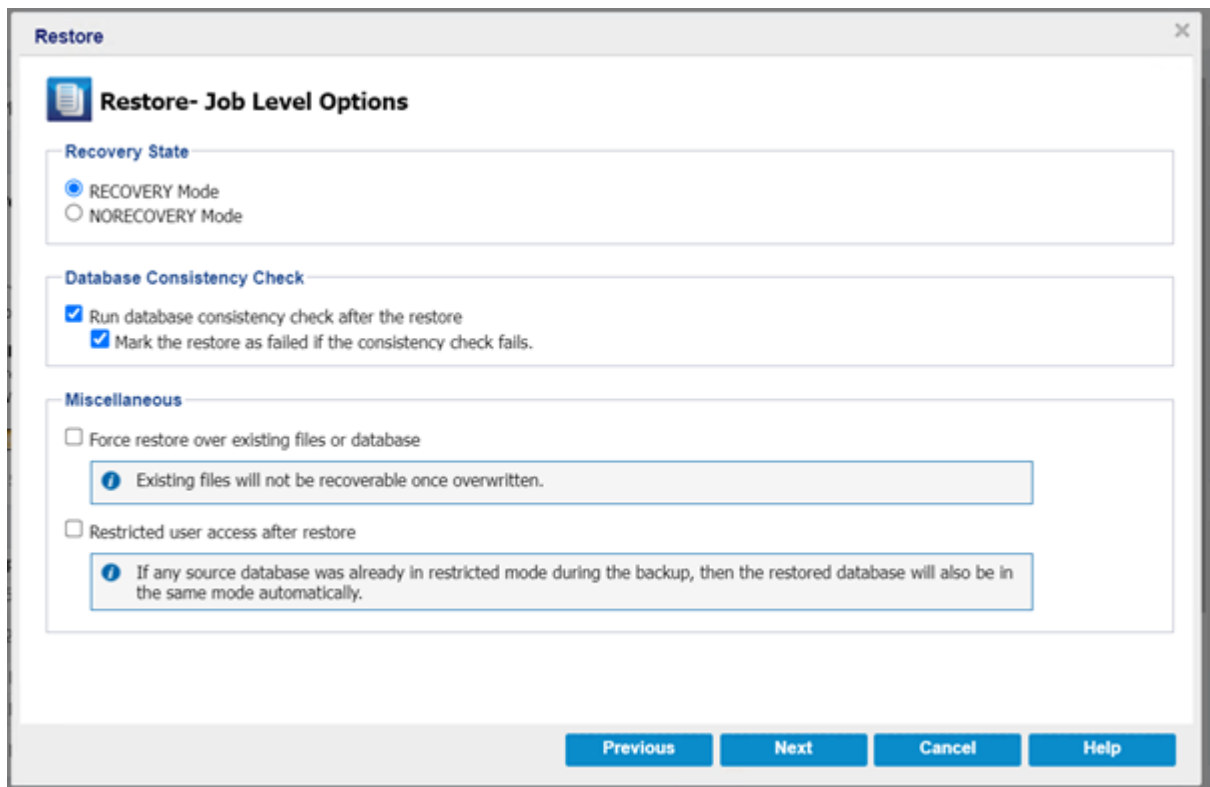 Restore
Restore- Job Level Options
Recovery State
RECOVERY Mode
NORECOVERY Mode
Database Consistency Check
Run database consistency check after the restore
Mark the restore as failed if the consistency check fails.
Miscellaneous
Force restore over existing files or database
Existing files will not be recoverable once overwritten.
Restricted user access after restore
If any source database was already in restricted mode during the backup, then the restored database will also be in
the same mode automatically.
Previous Next Cancel Help